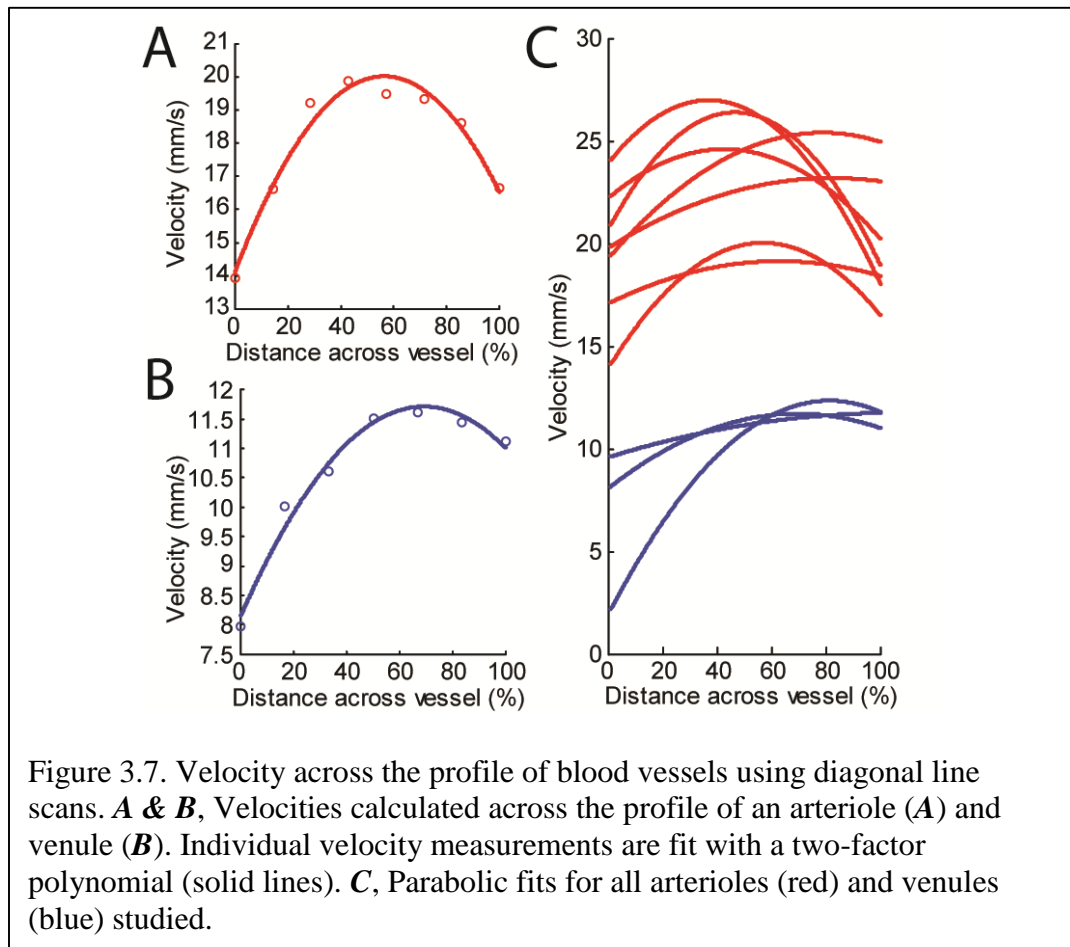 A
21
20
19
18
17
16
15
14
13
0 20 40 60 80 100
Velocity (mm/s)
Distance across vessel (%)
B
12
11.5
11
10.5
10
9.5
9
8.5
8
7.5
0 20 40 60 80 100
Velocity (mm/s)
Distance across vessel (%)
C
30
25
20
15
10
5
0
0 20 40 60 80 100
Velocity (mm/s)
Distance across vessel (%)
Figure 3.7. Velocity across the profile of blood vessels using diagonal line
scans. A & B, Velocities calculated across the profile of an arteriole (A) and
venule (B). Individual velocity measurements are fit with a two-factor
polynomial (solid lines). C, Parabolic fits for all arterioles (red) and venules
(blue) studied.